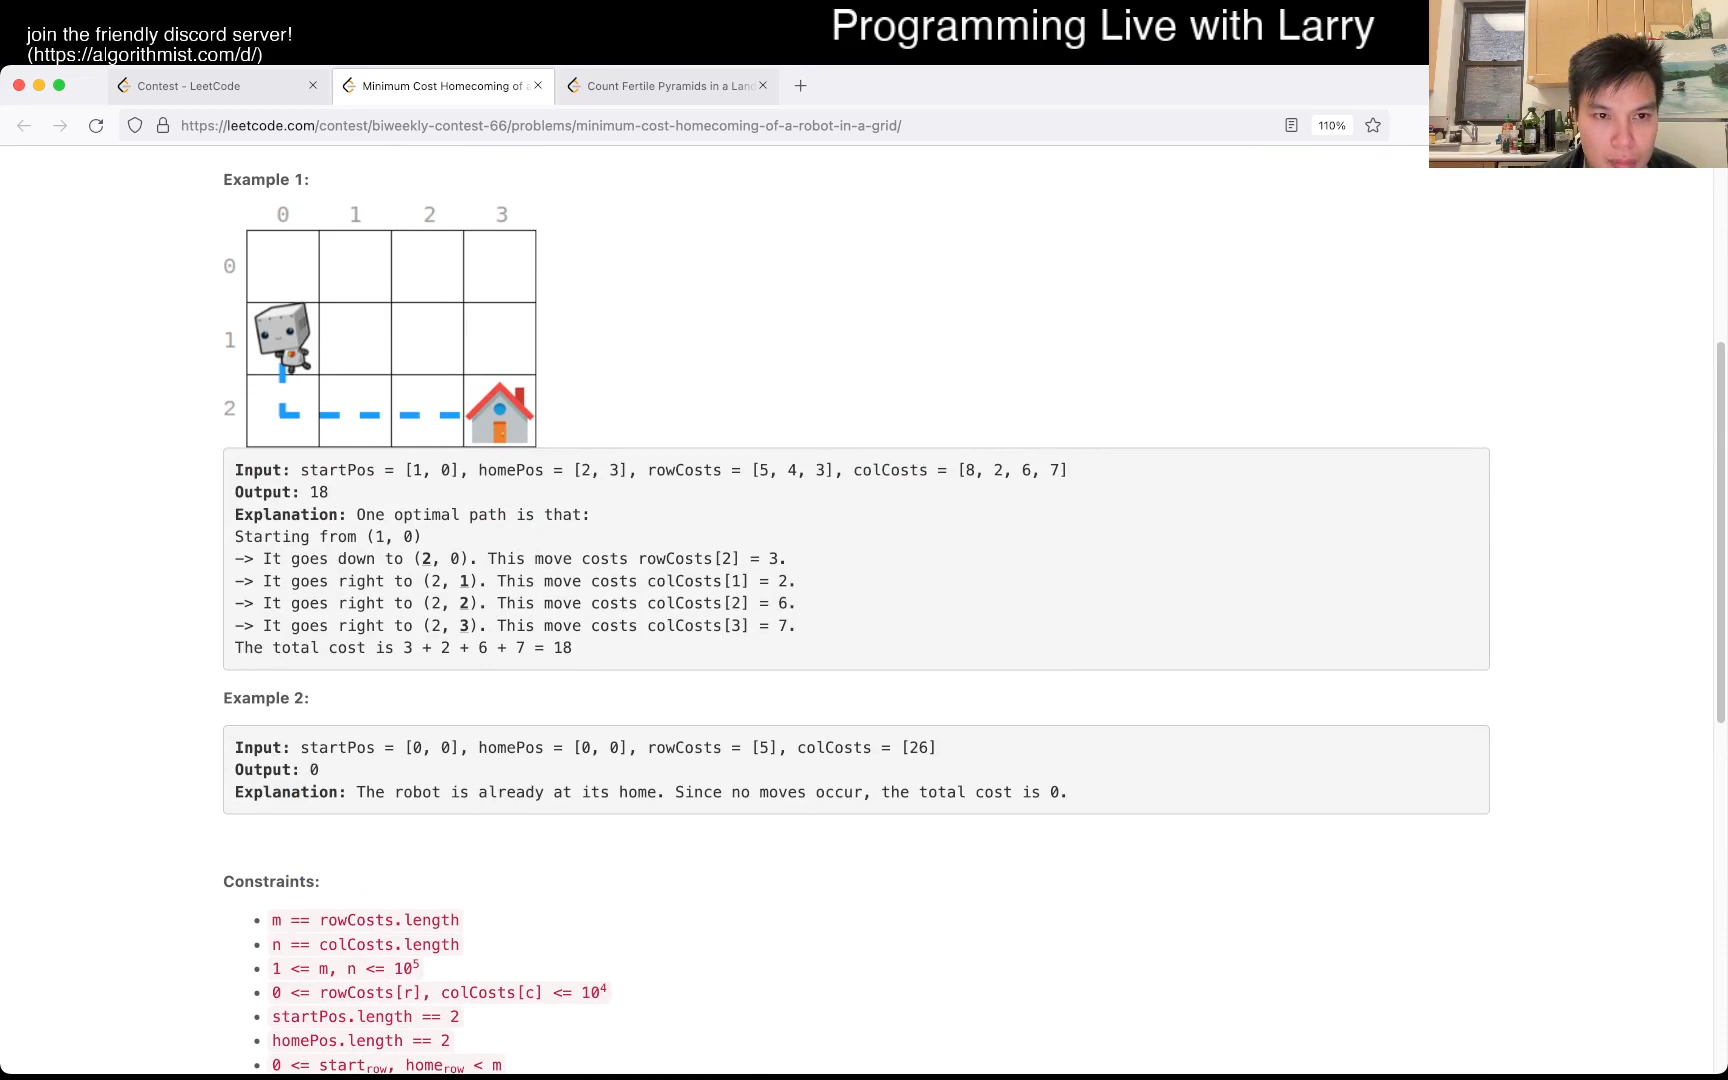 join the friendly discord server!
(https://algorithmist.com/d/)
Programming Live with Larry
Contest - LeetCode
Minimum Cost Homecoming of a
Count Fertile Pyramids in a Lan
https://leetcode.com/contest/biweekly-contest-66/problems/minimum-cost-homecoming-of-a-robot-in-a-grid/
110%
Example 1:
0 1 2 3
0
1
2
Input: startPos = [1, 0], homePos = [2, 3], rowCosts = [5, 4, 3], colCosts = [8, 2, 6, 7]
Output: 18
Explanation: One optimal path is that:
Starting from (1, 0)
-> It goes down to (2, 0). This move costs rowCosts[2] = 3.
-> It goes right to (2, 1). This move costs colCosts[1] = 2.
-> It goes right to (2, 2). This move costs colCosts[2] = 6.
-> It goes right to (2, 3). This move costs colCosts[3] = 7.
The total cost is 3 + 2 + 6 + 7 = 18
Example 2:
Input: startPos = [0, 0], homePos = [0, 0], rowCosts = [5], colCosts = [26]
Output: 0
Explanation: The robot is already at its home. Since no moves occur, the total cost is 0.
Constraints:
• m == rowCosts.length
• n == colCosts.length
• 1 <= m, n <= 10⁵
• 0 <= rowCosts[r], colCosts[c] <= 10⁴
• startPos.length == 2
• homePos.length == 2
• 0 <= startrow, homerow < m